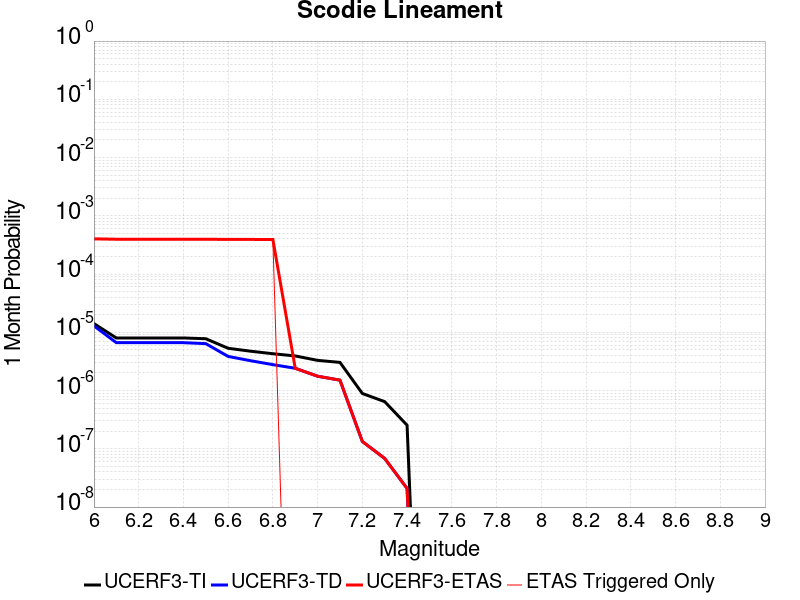 Scodie Lineament
10^0
10^-1
10^-2
10^-3
10^-4
10^-5
10^-6
10^-7
10^-8
1 Month Probability
6 6.2 6.4 6.6 6.8 7 7.2 7.4 7.6 7.8 8 8.2 8.4 8.6 8.8 9
Magnitude
UCERF3-TI UCERF3-TD UCERF3-ETAS ETAS Triggered Only